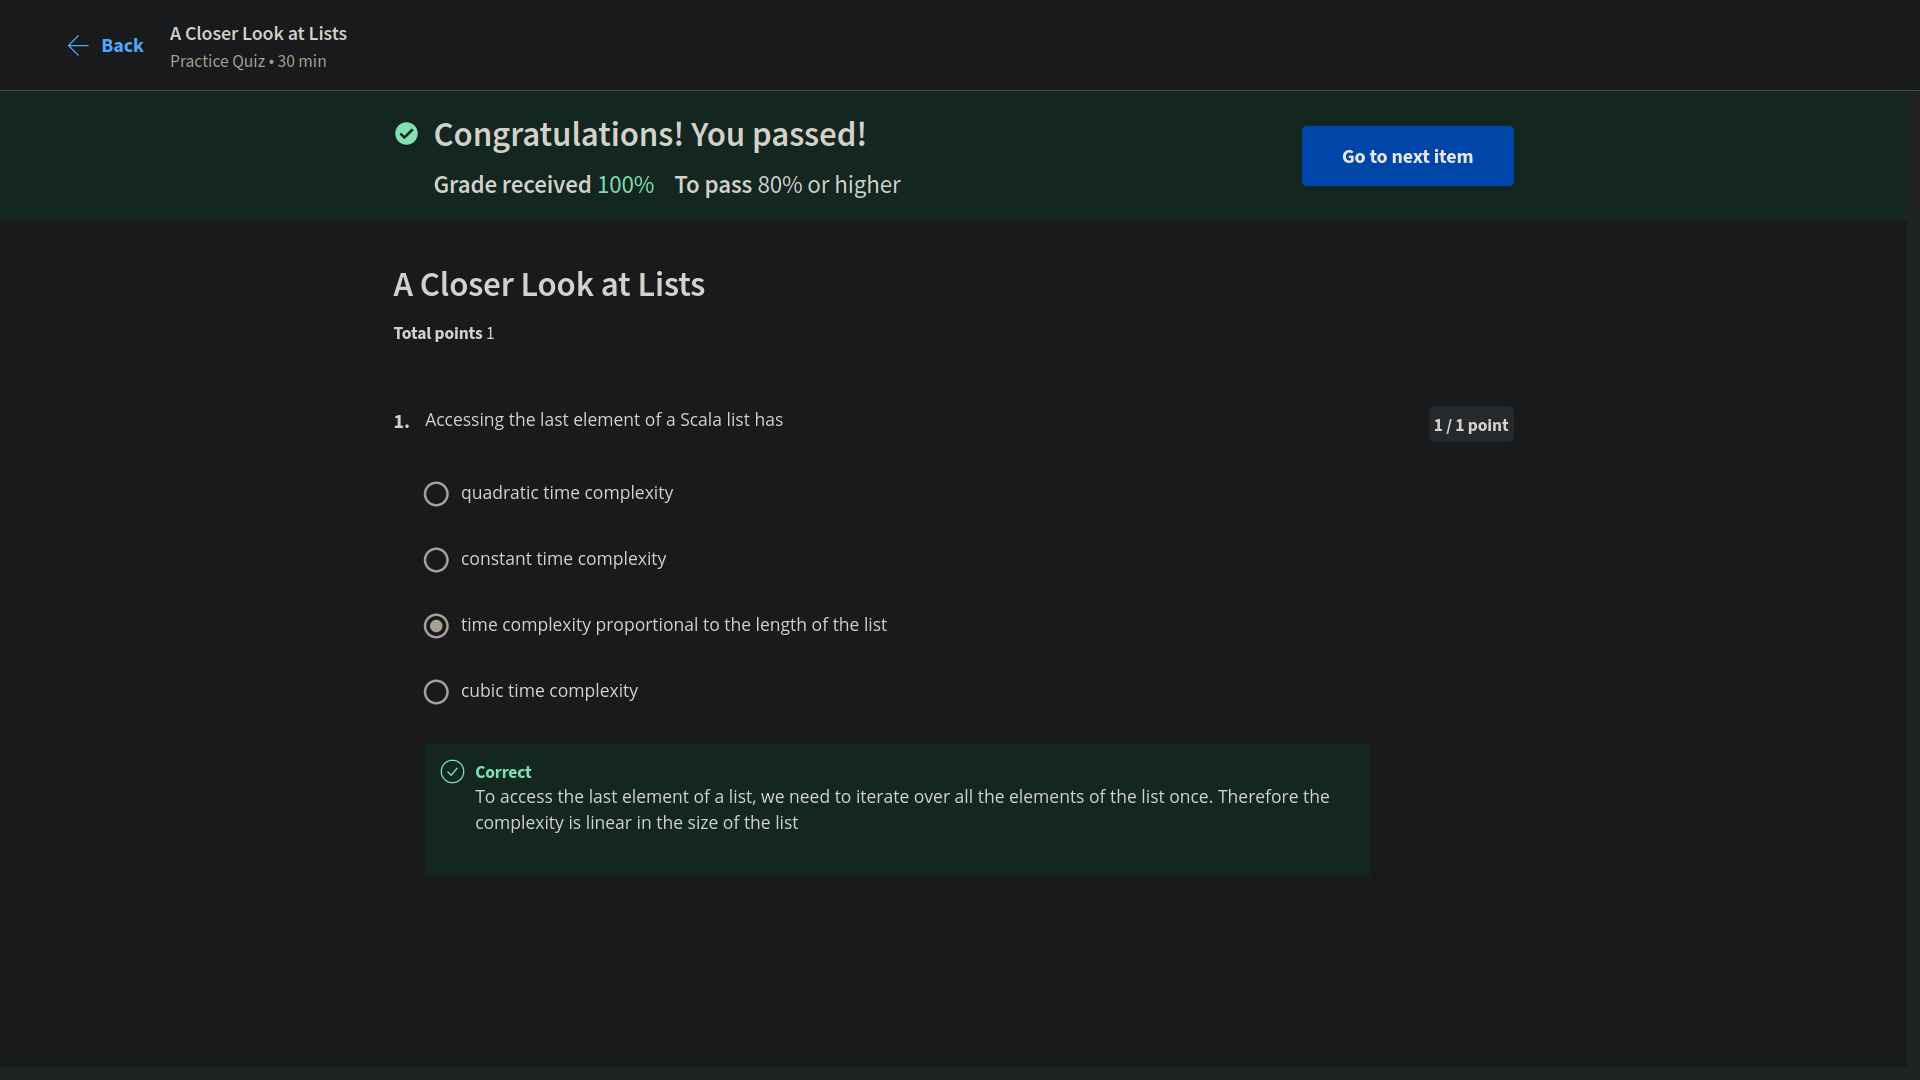 Back
A Closer Look at Lists
Practice Quiz • 30 min
Congratulations! You passed!
Grade received 100% To pass 80% or higher
Go to next item
A Closer Look at Lists
Total points 1
1. Accessing the last element of a Scala list has
1 / 1 point
quadratic time complexity
constant time complexity
time complexity proportional to the length of the list
cubic time complexity
Correct
To access the last element of a list, we need to iterate over all the elements of the list once. Therefore the
complexity is linear in the size of the list